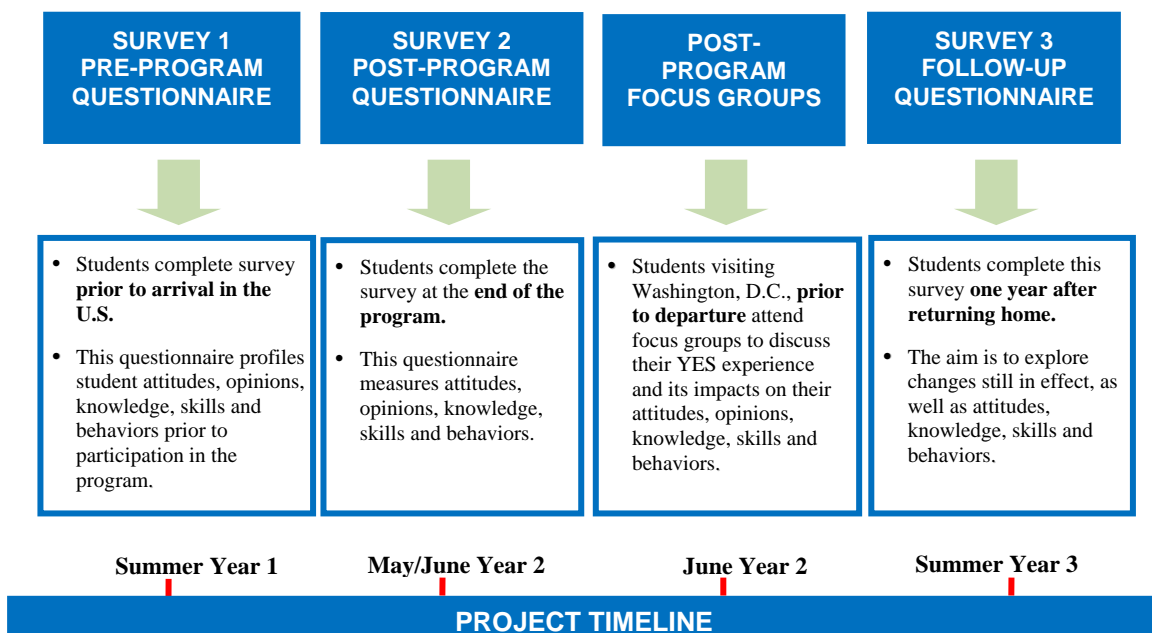 SURVEY 1
PRE-PROGRAM
QUESTIONNAIRE
SURVEY 2
POST-PROGRAM
QUESTIONNAIRE
POST-
PROGRAM
FOCUS GROUPS
SURVEY 3
FOLLOW-UP
QUESTIONNAIRE
• Students complete survey
prior to arrival in the
U.S.
• This questionnaire profiles
student attitudes, opinions,
knowledge, skills and
behaviors prior to
participation in the
program.
• Students complete the
survey at the end of the
program.
• This questionnaire
measures attitudes,
opinions, knowledge,
skills and behaviors.
• Students visiting
Washington, D.C., prior
to departure attend
focus groups to discuss
their YES experience
and its impacts on their
attitudes, opinions,
knowledge, skills and
behaviors.
• Students complete this
survey one year after
returning home.
• The aim is to explore
changes still in effect, as
well as attitudes,
knowledge, skills and
behaviors.
Summer Year 1
May/June Year 2
June Year 2
Summer Year 3
PROJECT TIMELINE